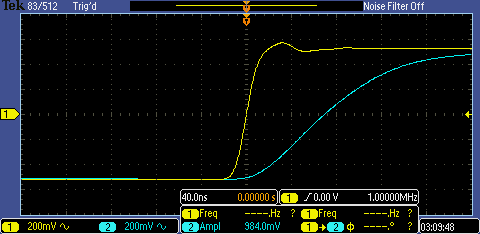 Tek 83/512 Trig'd Noise Filter Off
1
40.0ns 0.00000 s 1 / 0.00 V 1.00000MHz
1 Freq --.--Hz ? 1 Freq --.--Hz ?
1 200mV 2 200mV 2 Ampl 984.0mV 1→2 ϕ --.--° ? 03:09:48